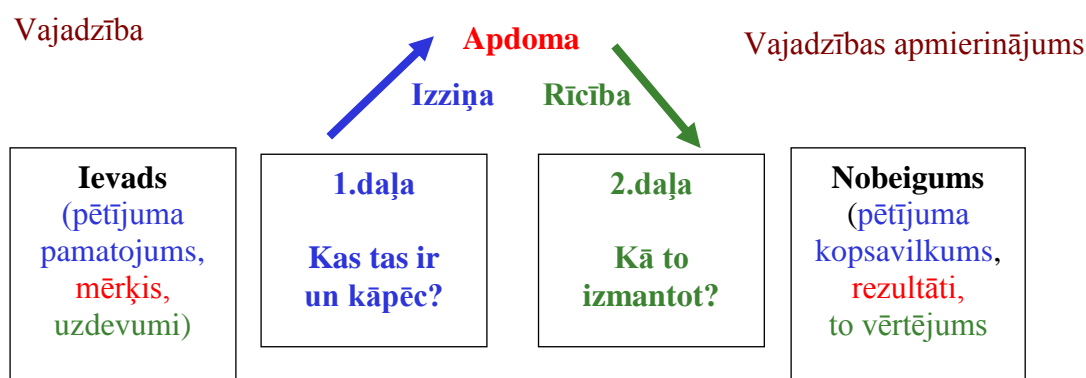 Vajadzība
Apdoma
Vajadzības apmierinājums
Izziņa
Rīcība
Ievads
(pētījuma
pamatojums,
mērķis,
uzdevumi)
1.daļa
Kas tas ir
un kāpēc?
2.daļa
Kā to
izmantot?
Nobeigums
(pētījuma
kopsavilkums,
rezultāti,
to vērtējums